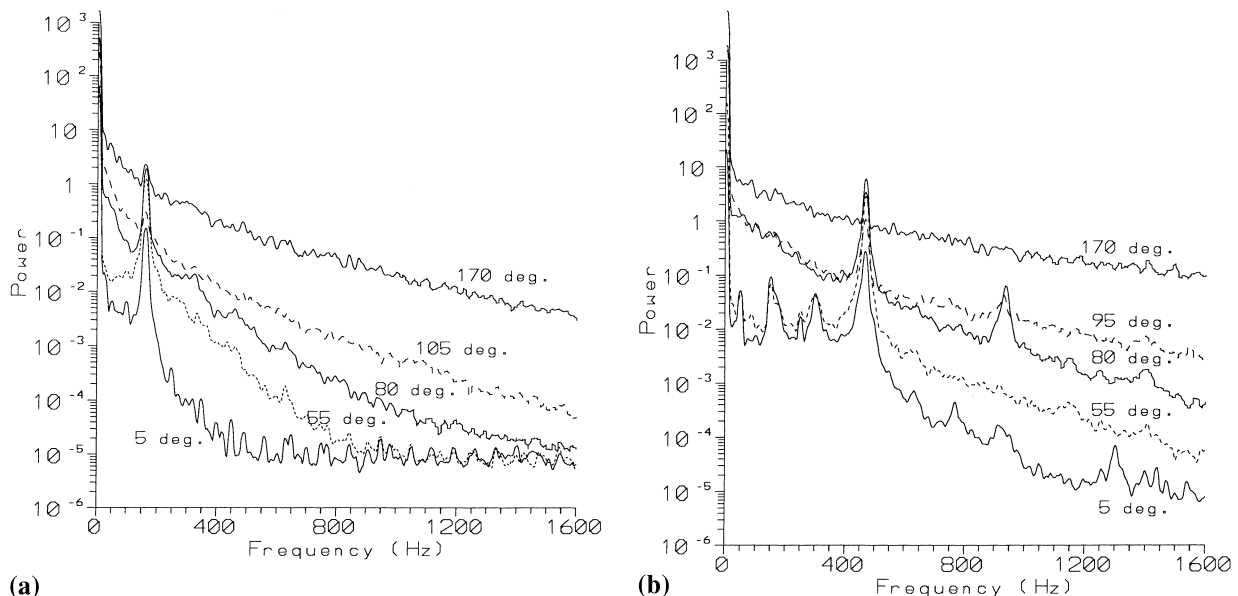 10³
10²
10
1
10⁻¹
10⁻²
10⁻³
10⁻⁴
10⁻⁵
10⁻⁶
Power
170 deg.
105 deg.
80 deg.
55 deg.
5 deg.
0 400 800 1200 1600
Frequency (Hz)
(a)
10³
10²
10
1
10⁻¹
10⁻²
10⁻³
10⁻⁴
10⁻⁵
10⁻⁶
Power
170 deg.
95 deg.
80 deg.
55 deg.
5 deg.
0 400 800 1200 1600
Frequency (Hz)
(b)